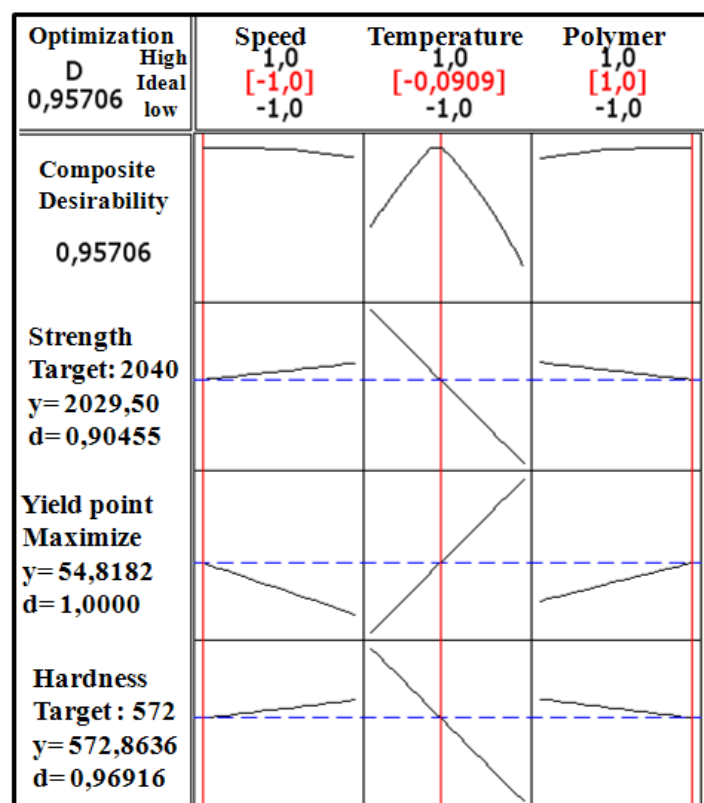 Optimization
D
0,95706
High
Ideal
low
Speed
1,0
[-1,0]
-1,0
Temperature
1,0
[-0,0909]
-1,0
Polymer
1,0
[1,0]
-1,0
Composite
Desirability
0,95706
Strength
Target: 2040
y= 2029,50
d= 0,90455
Yield point
Maximize
y= 54,8182
d= 1,0000
Hardness
Target : 572
y= 572,8636
d= 0,96916